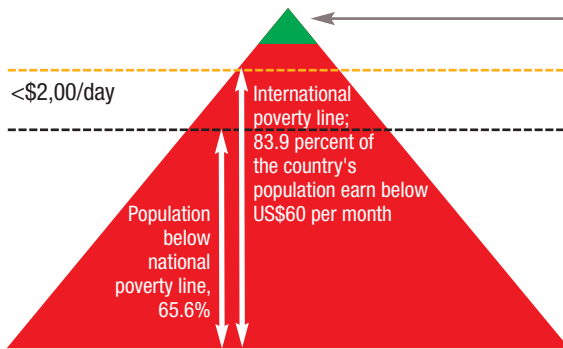 <$2,00/day
International
poverty line;
83.9 percent of
the country's
population earn below
US$60 per month
Population
below
national
poverty line,
65.6%